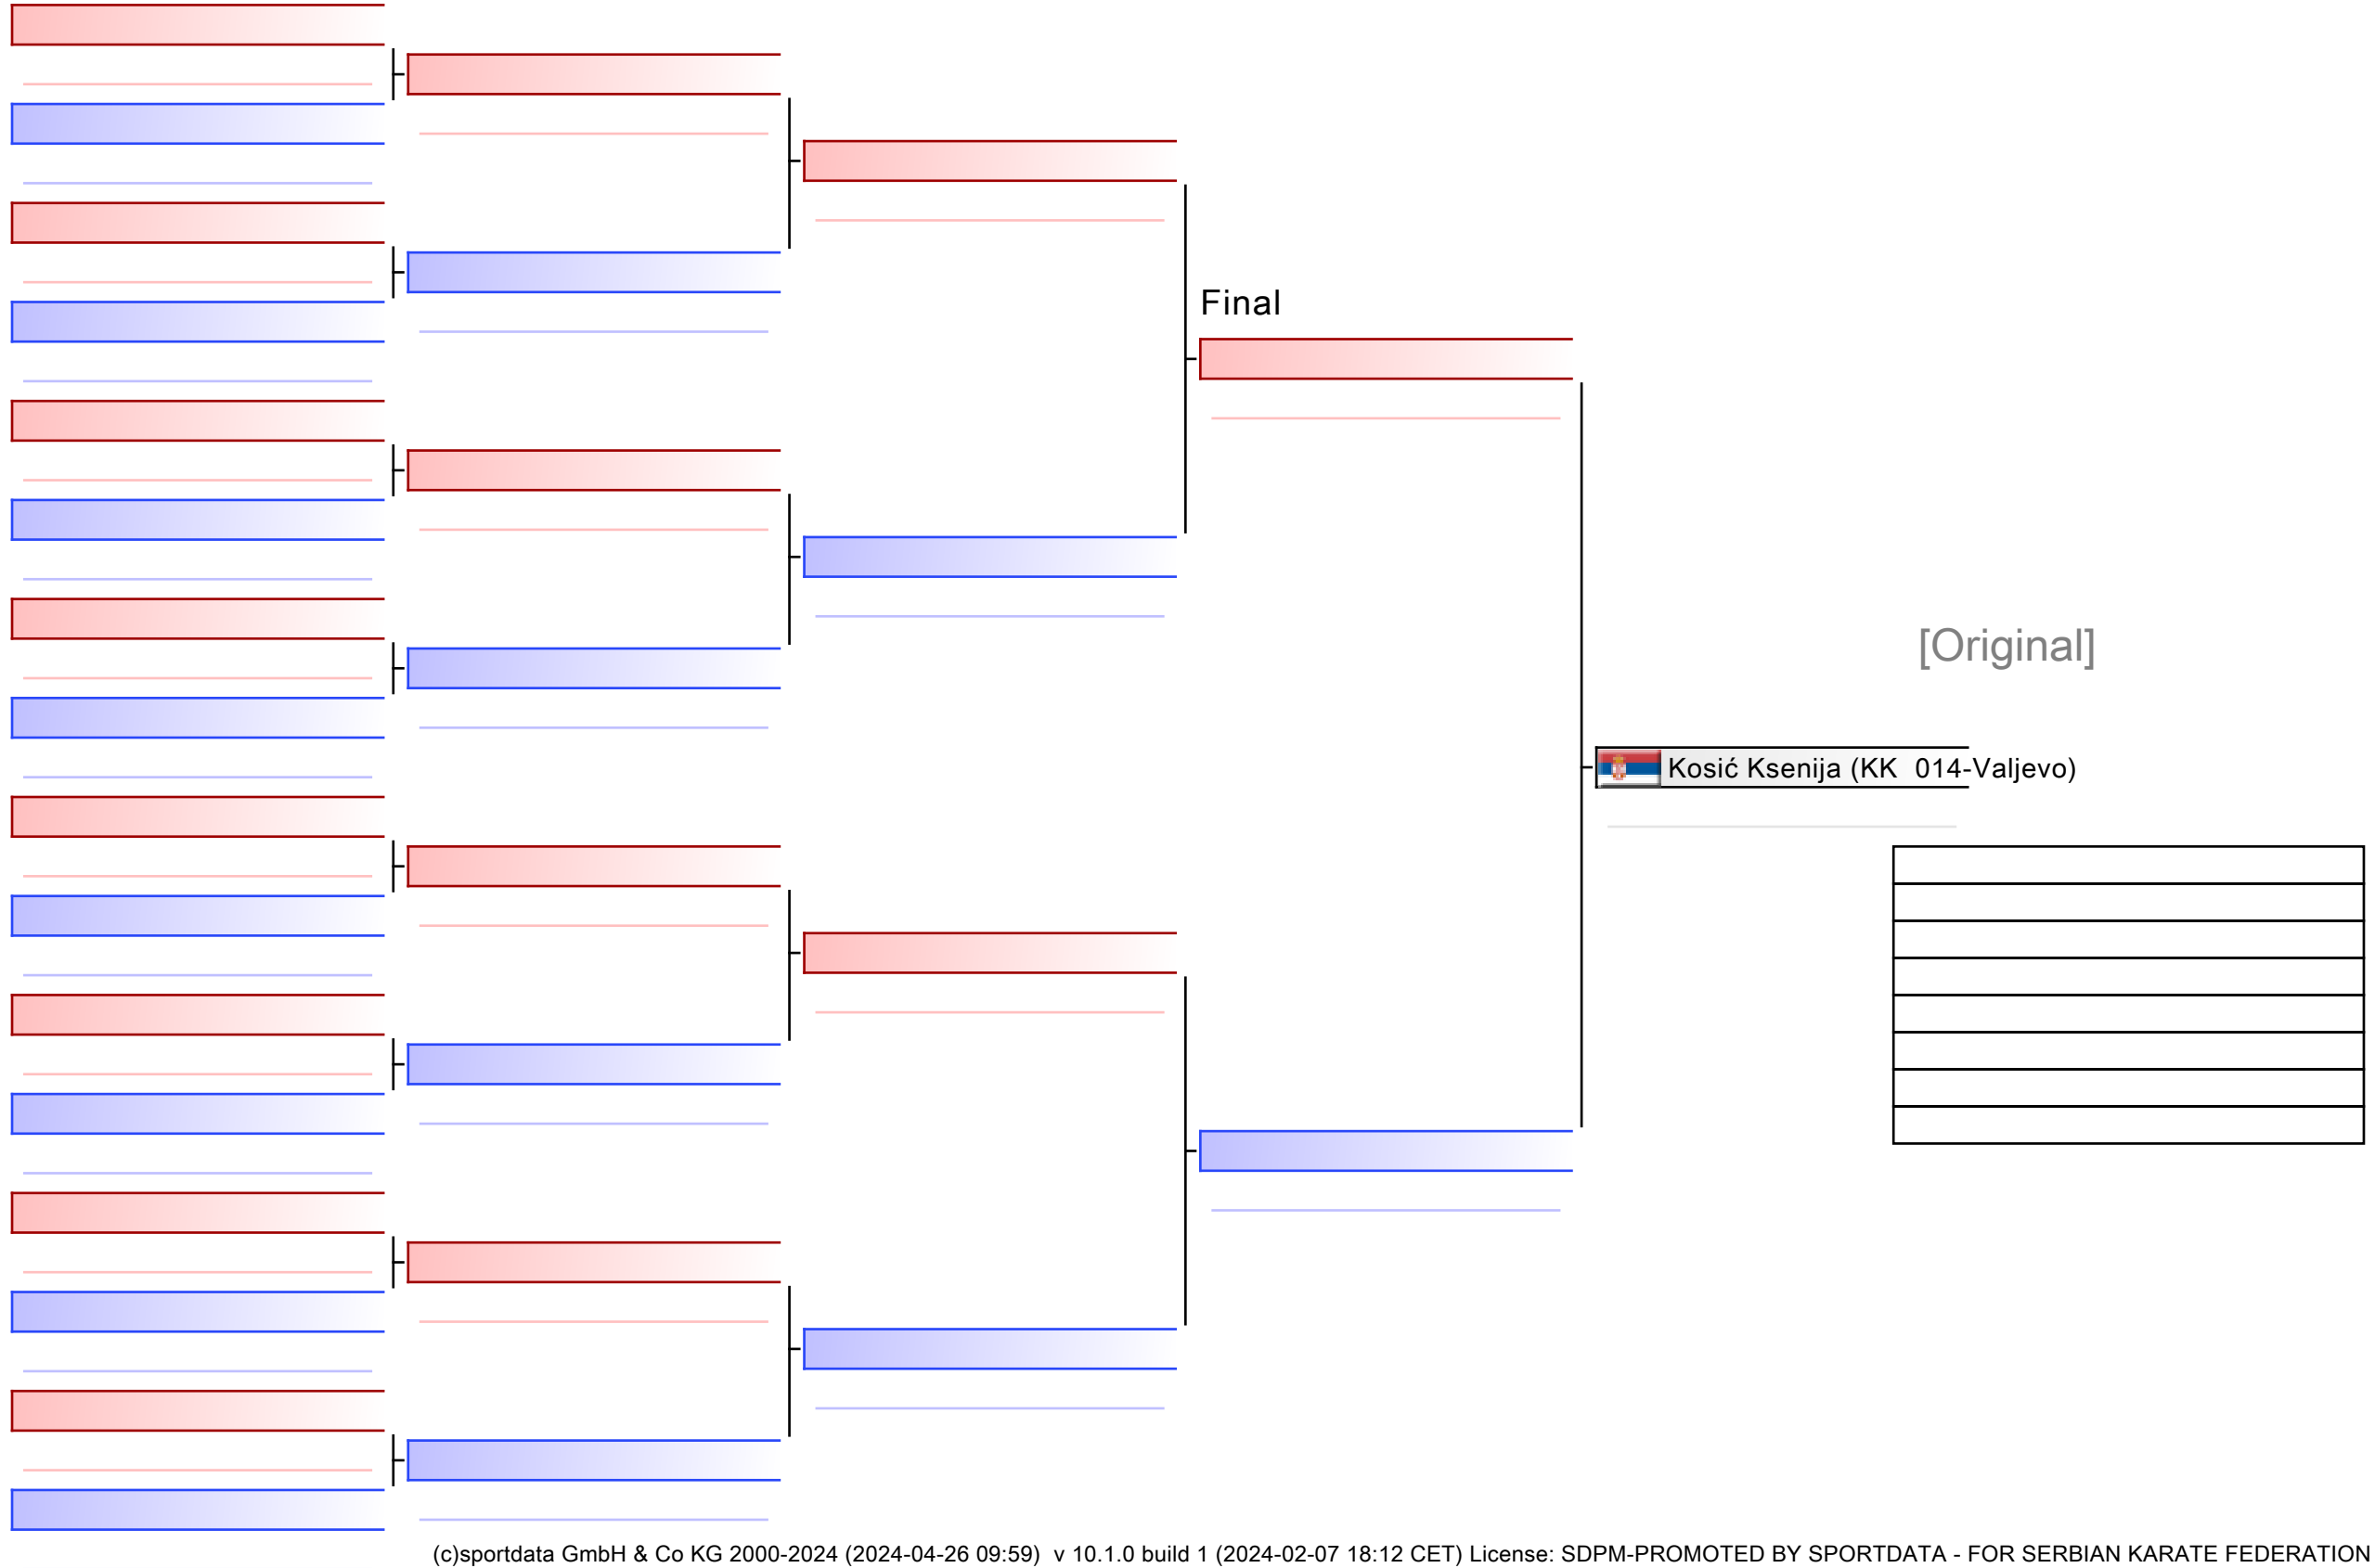 Final
[Original]
Kosić Ksenija (KK  014-Valjevo)
(c)sportdata GmbH & Co KG 2000-2024 (2024-04-26 09:59)  v 10.1.0 build 1 (2024-02-07 18:12 CET) License: SDPM-PROMOTED BY SPORTDATA - FOR SERBIAN KARATE FEDERATION